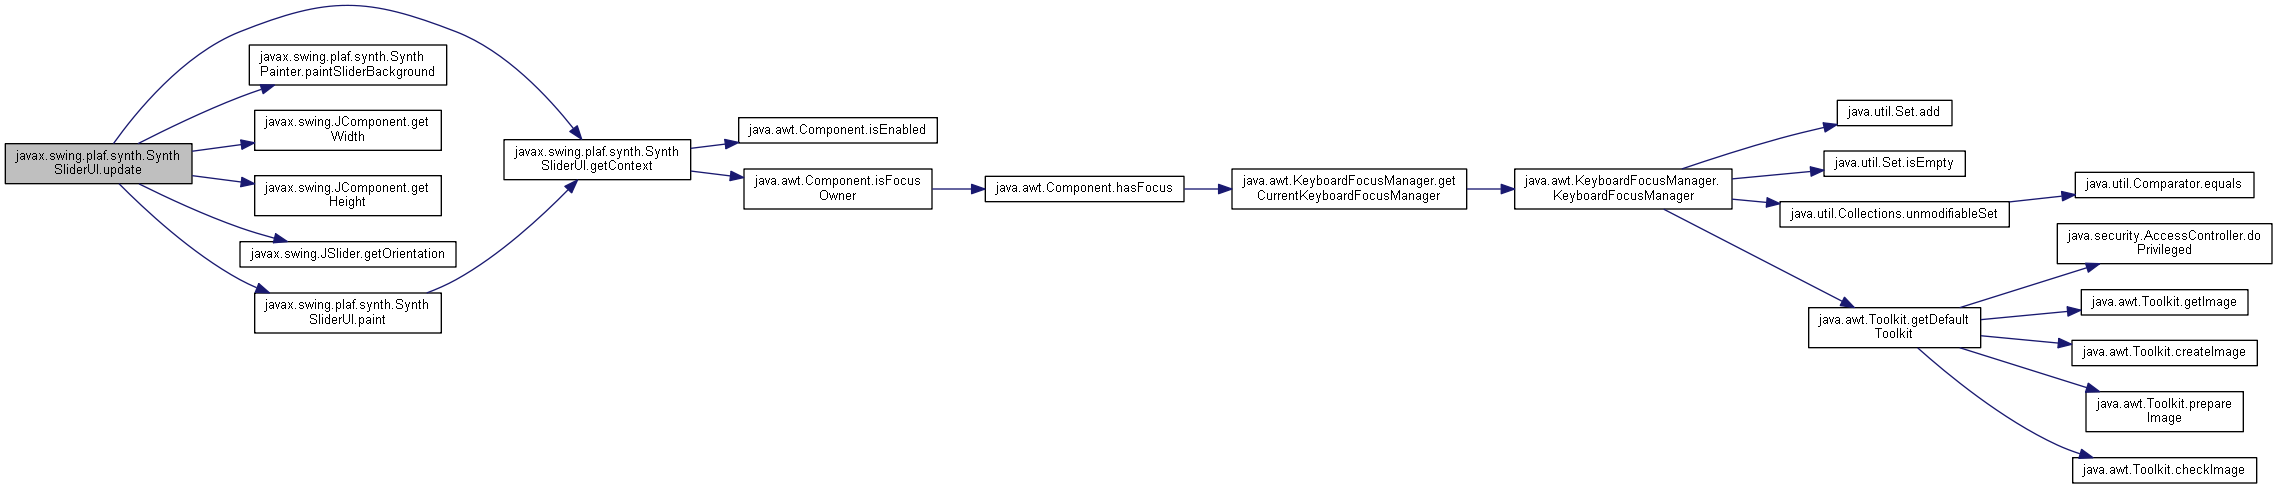 javax.swing.plaf.synth.Synth
SliderUI.update
javax.swing.plaf.synth.Synth
Painter.paintSliderBackground
javax.swing.JComponent.get
Width
javax.swing.JComponent.get
Height
javax.swing.JSlider.getOrientation
javax.swing.plaf.synth.Synth
SliderUI.paint
javax.swing.plaf.synth.Synth
SliderUI.getContext
java.awt.Component.isEnabled
java.awt.Component.isFocus
Owner
java.awt.Component.hasFocus
java.awt.KeyboardFocusManager.get
CurrentKeyboardFocusManager
java.awt.KeyboardFocusManager.
KeyboardFocusManager
java.util.Set.add
java.util.Set.isEmpty
java.util.Collections.unmodifiableSet
java.awt.Toolkit.getDefault
Toolkit
java.util.Comparator.equals
java.security.AccessController.do
Privileged
java.awt.Toolkit.getImage
java.awt.Toolkit.createImage
java.awt.Toolkit.prepare
Image
java.awt.Toolkit.checkImage